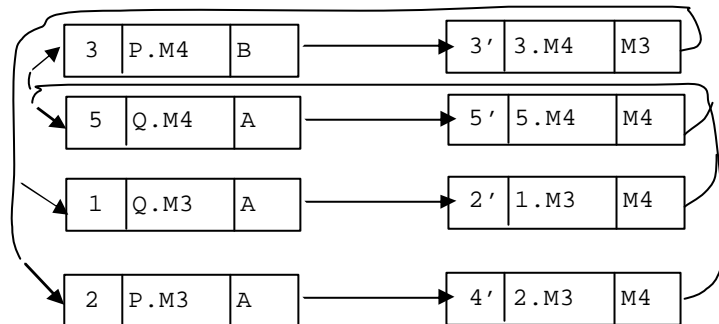 3 P.M4 B 3′ 3.M4 M3
5 Q.M4 A 5′ 5.M4 M4
1 Q.M3 A 2′ 1.M3 M4
2 P.M3 A 4′ 2.M3 M4